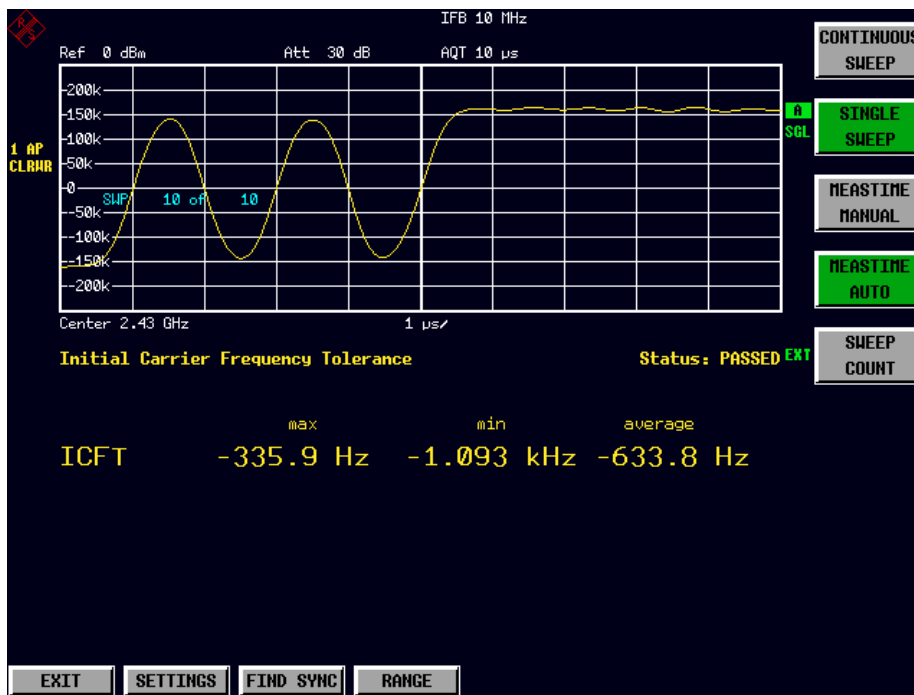 R&S
IFB 10 MHz
Ref 0 dBm Att 30 dB AQT 10 µs
200k
150k
100k
50k
0
-50k
-100k
-150k
-200k
1 AP
CLRWR
SWP 10 of 10
A
SGL
Center 2.43 GHz 1 µs/
Initial Carrier Frequency Tolerance Status: PASSED
EXT
max min average
ICFT -335.9 Hz -1.093 kHz -633.8 Hz
CONTINUOUS
SWEEP
SINGLE
SWEEP
MEASTIME
MANUAL
MEASTIME
AUTO
SWEEP
COUNT
EXIT SETTINGS FIND SYNC RANGE